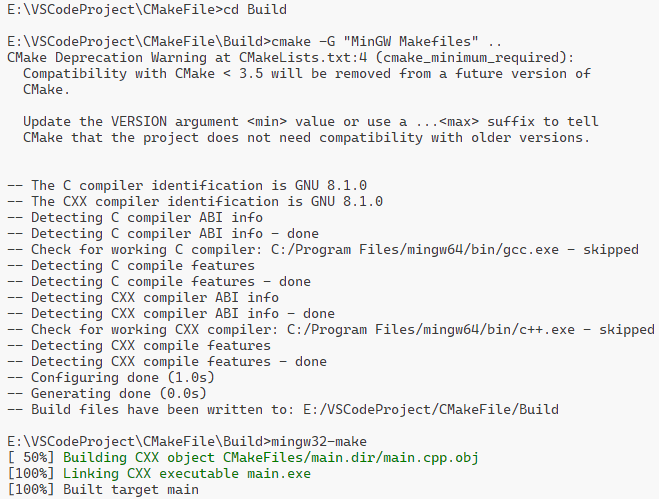 E:\VSCodeProject\CMakeFile>cd Build
E:\VSCodeProject\CMakeFile\Build>cmake -G "MinGW Makefiles" ..
CMake Deprecation Warning at CMakeLists.txt:4 (cmake_minimum_required):
  Compatibility with CMake < 3.5 will be removed from a future version of
  CMake.
  Update the VERSION argument <min> value or use a ...<max> suffix to tell
  CMake that the project does not need compatibility with older versions.
-- The C compiler identification is GNU 8.1.0
-- The CXX compiler identification is GNU 8.1.0
-- Detecting C compiler ABI info
-- Detecting C compiler ABI info - done
-- Check for working C compiler: C:/Program Files/mingw64/bin/gcc.exe - skipped
-- Detecting C compile features
-- Detecting C compile features - done
-- Detecting CXX compiler ABI info
-- Detecting CXX compiler ABI info - done
-- Check for working CXX compiler: C:/Program Files/mingw64/bin/c++.exe - skipped
-- Detecting CXX compile features
-- Detecting CXX compile features - done
-- Configuring done (1.0s)
-- Generating done (0.0s)
-- Build files have been written to: E:/VSCodeProject/CMakeFile/Build
E:\VSCodeProject\CMakeFile\Build>mingw32-make
[ 50%] Building CXX object CMakeFiles/main.dir/main.cpp.obj
[100%] Linking CXX executable main.exe
[100%] Built target main